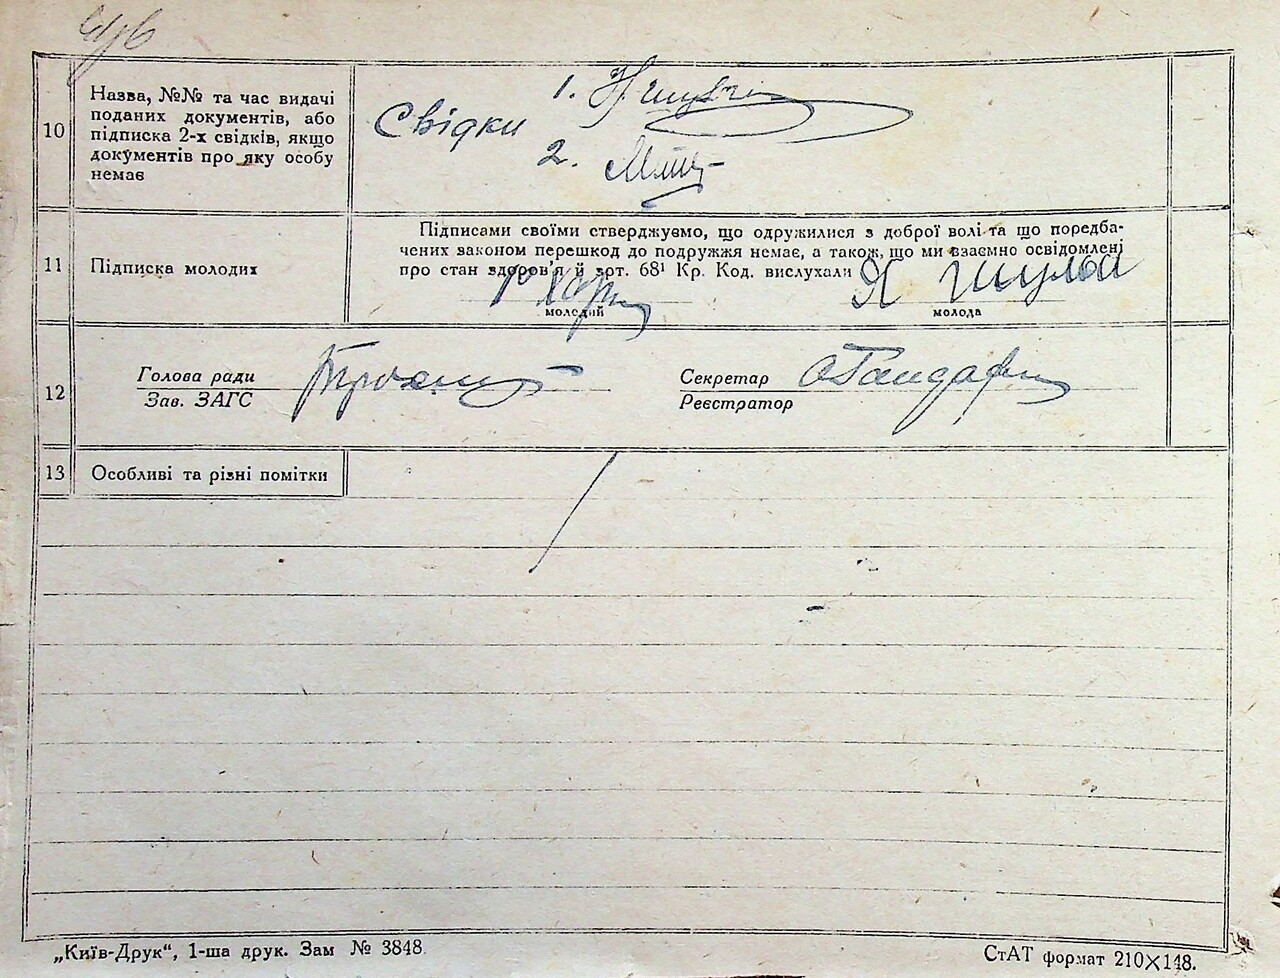 10
Назва, №№ та час видачі
поданих документів, або
підписка 2-х свідків, якщо
документів про яку особу
немає
Свідки
1.
2.
11
Підписка молодих
Підписами своїми стверджуємо, що одружилися з доброї волі та що поредба-
чених законом перешкод до подружжя немає, а також, що ми взаємно освідомлені
про стан здоров'я й арт. 68¹ Кр. Код. вислухали
молодий
молода
12
Голова ради
Зав. ЗАГС
Секретар
Реєстратор
13
Особливі та різні помітки
„Київ-Друк“, 1-ша друк. Зам № 3848
СтАТ формат 210×148.